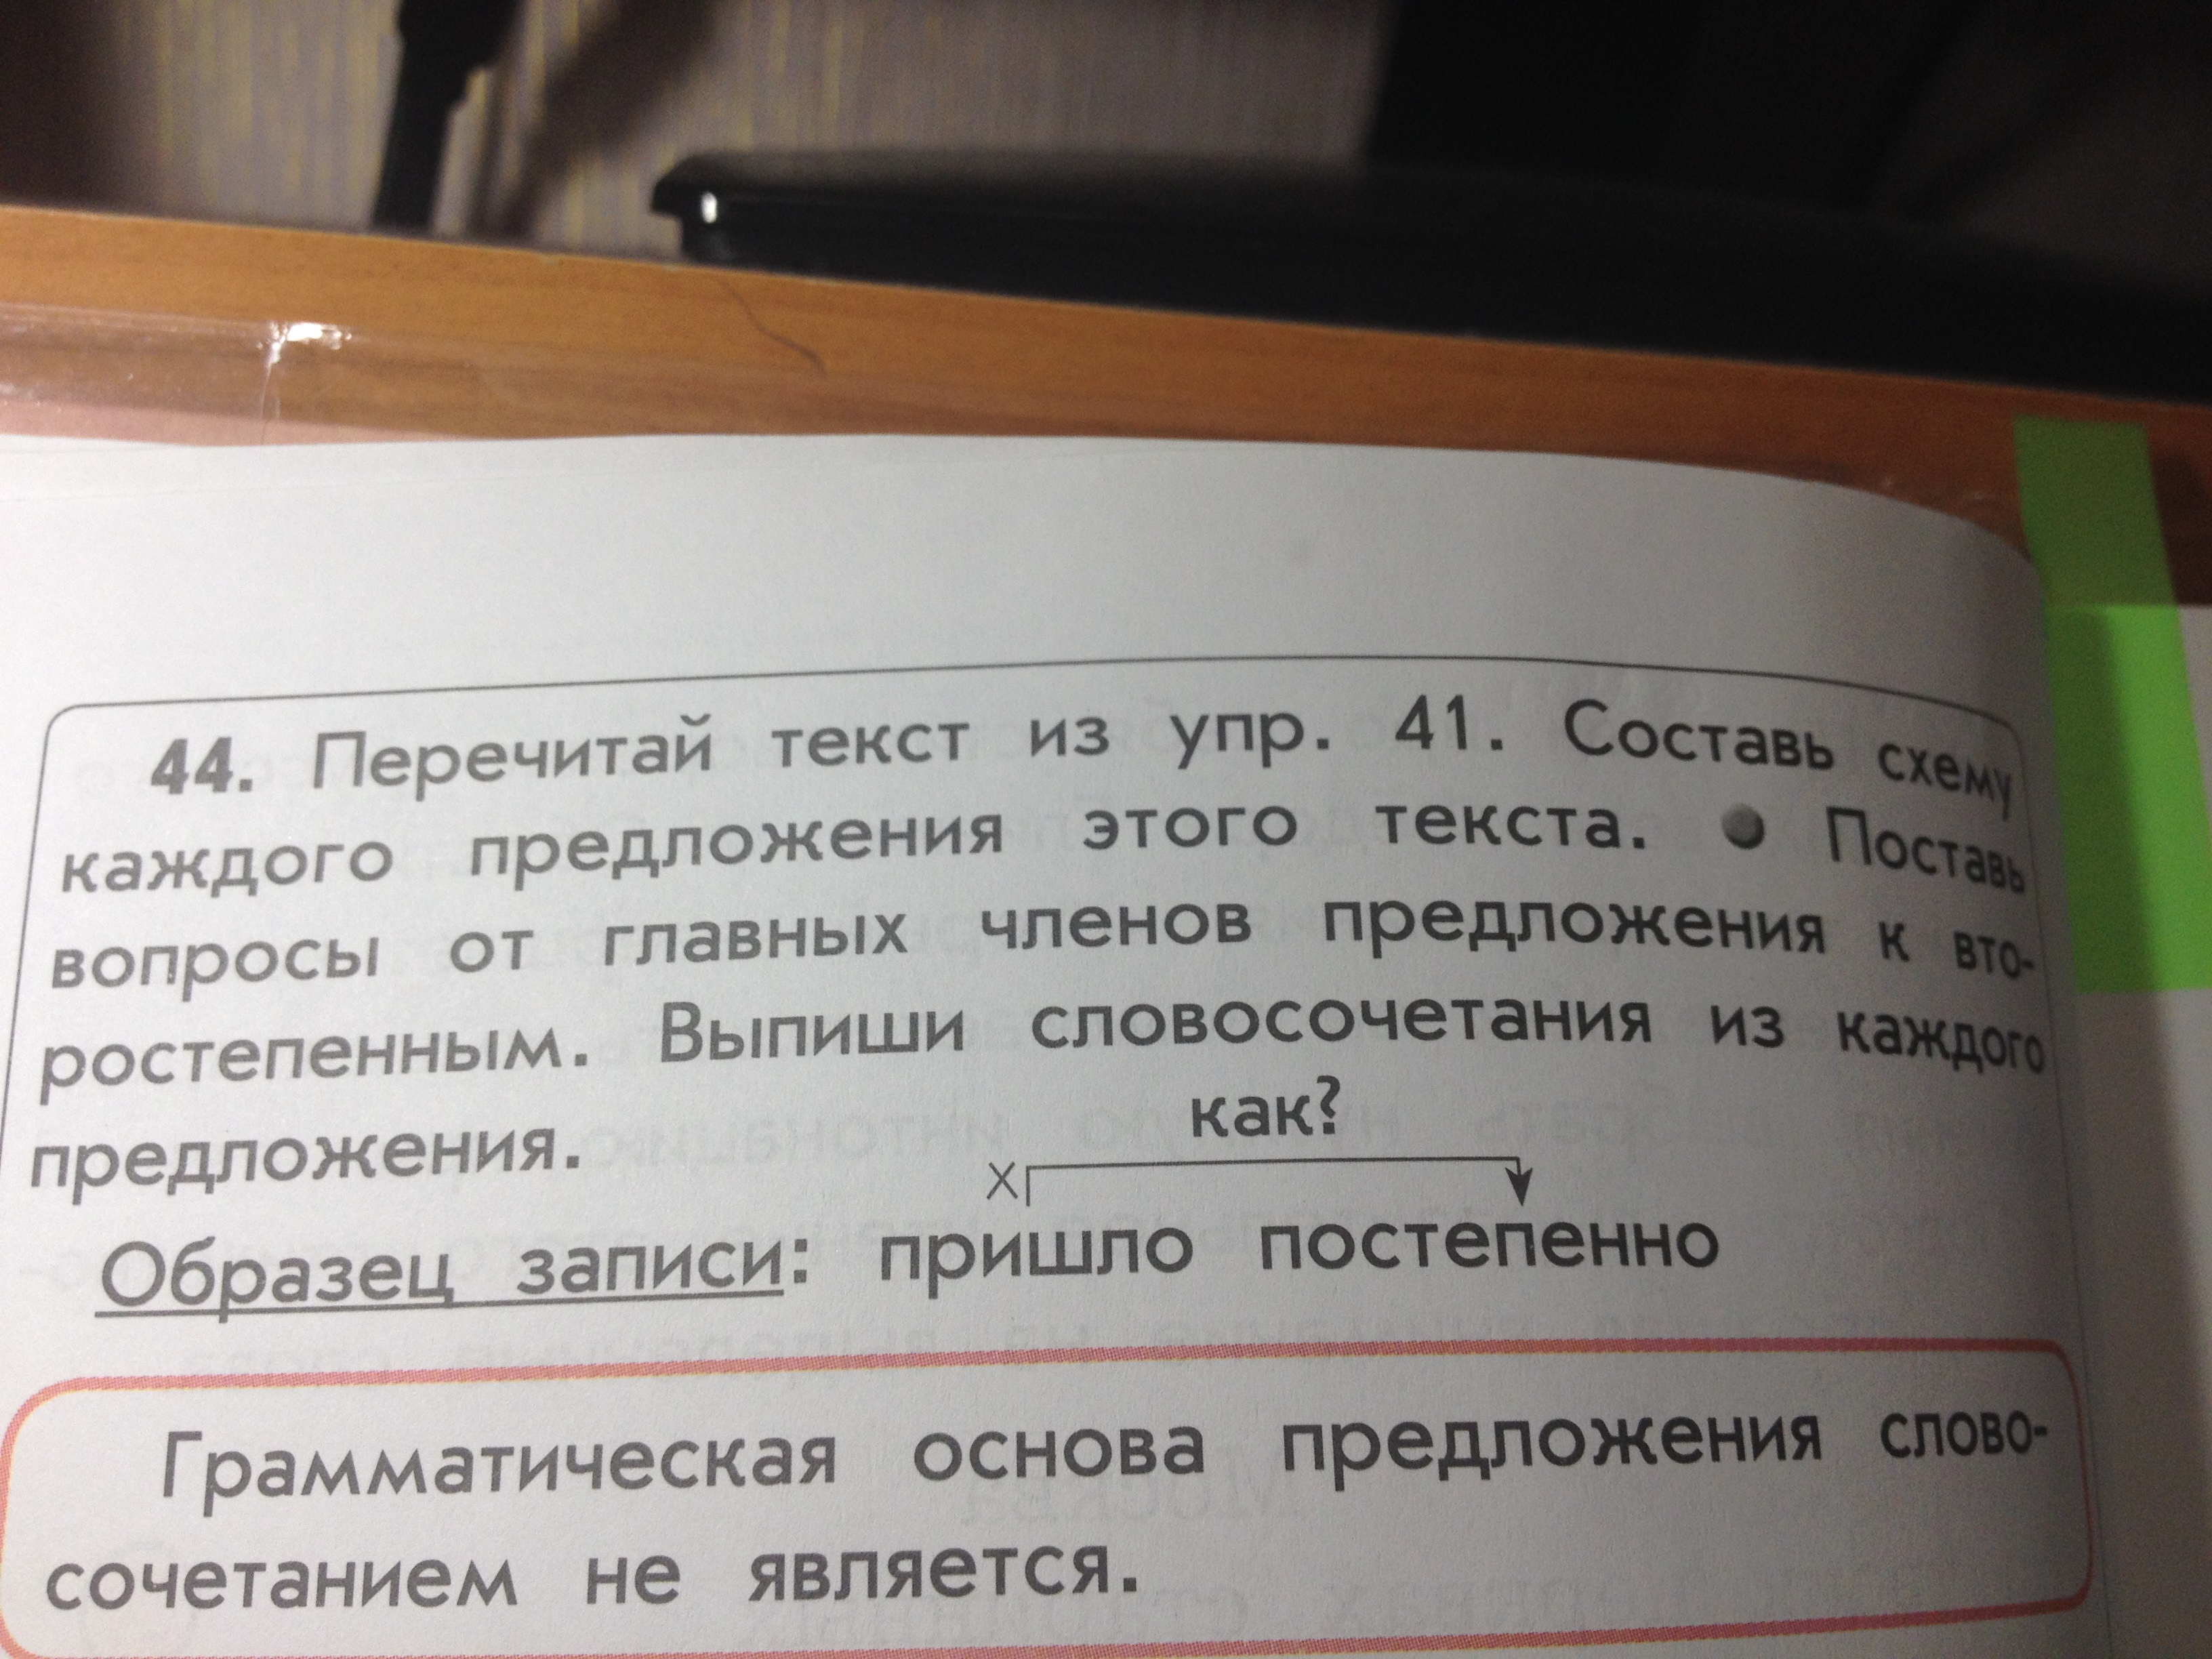 44. Перечитай текст из упр. 41. Составь схему
каждого предложения этого текста. ● Поставь
вопросы от главных членов предложения к вто-
ростепенным. Выпиши словосочетания из каждого
предложения.
как?
х
Образец записи: пришло постепенно
Грамматическая основа предложения слово-
сочетанием не является.